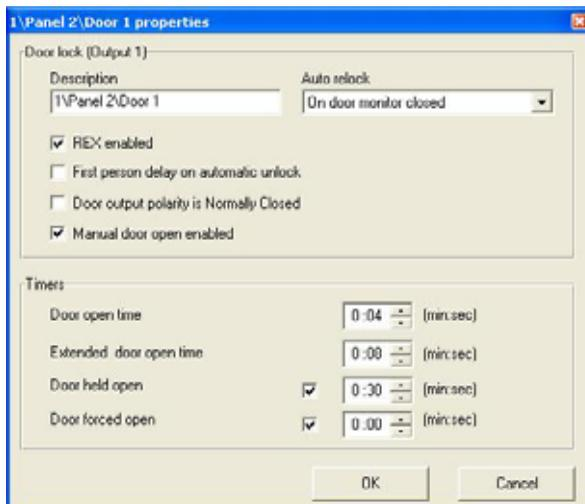 1\Panel 2\Door 1 properties
Door lock (Output 1)
Description
Auto relock
1\Panel 2\Door 1
On door monitor closed
REX enabled
First person delay on automatic unlock
Door output polarity is Normally Closed
Manual door open enabled
Timers
Door open time 0:04 (min:sec)
Extended door open time 0:08 (min:sec)
Door held open 0:30 (min:sec)
Door forced open 0:00 (min:sec)
OK Cancel